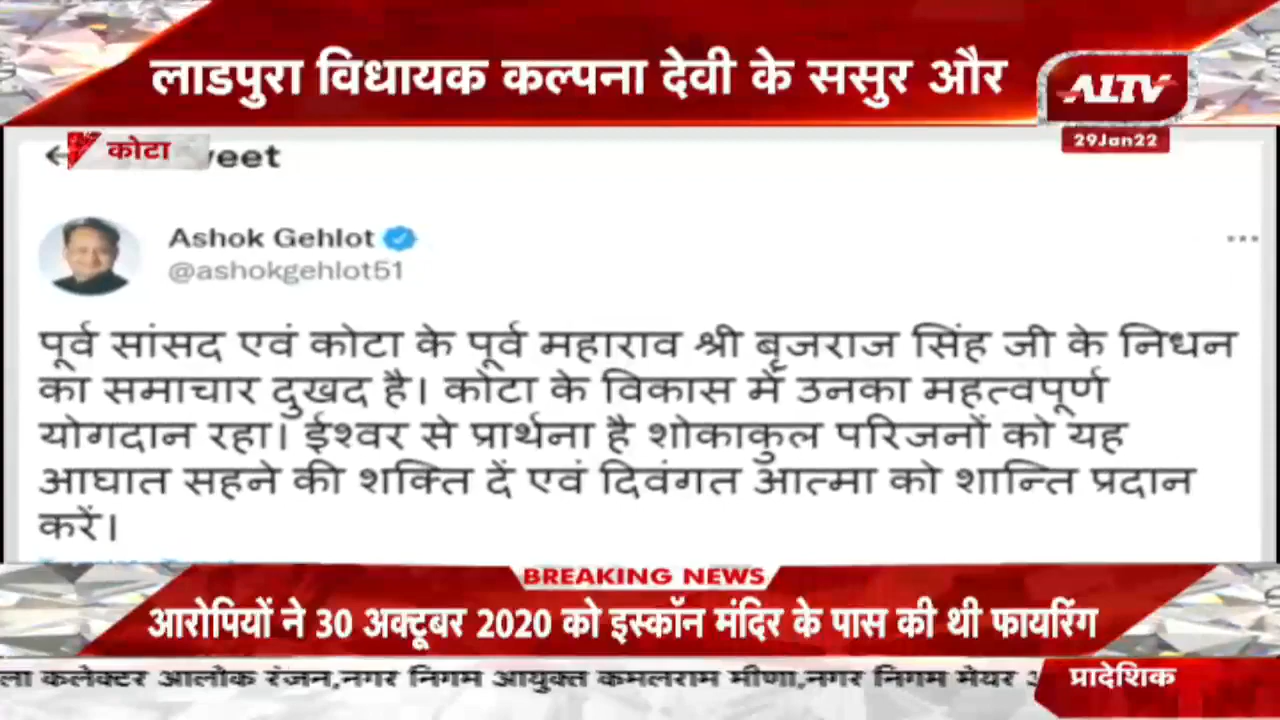 लाडपुरा विधायक कल्पना देवी के ससुर और
ALTV
29Jan22
कोटा
Ashok Gehlot
@ashokgehlot51
पूर्व सांसद एवं कोटा के पूर्व महाराव श्री बृजराज सिंह जी के निधन
का समाचार दुखद है। कोटा के विकास में उनका महत्वपूर्ण
योगदान रहा। ईश्वर से प्रार्थना है शोकाकुल परिजनों को यह
आघात सहने की शक्ति दें एवं दिवंगत आत्मा को शान्ति प्रदान
करें।
BREAKING NEWS
आरोपियों ने 30 अक्टूबर 2020 को इस्कॉन मंदिर के पास की थी फायरिंग
ला कलेक्टर आलोक रंजन,नगर निगम आयुक्त कमलराम मीणा,नगर निगम मेयर
प्रादेशिक